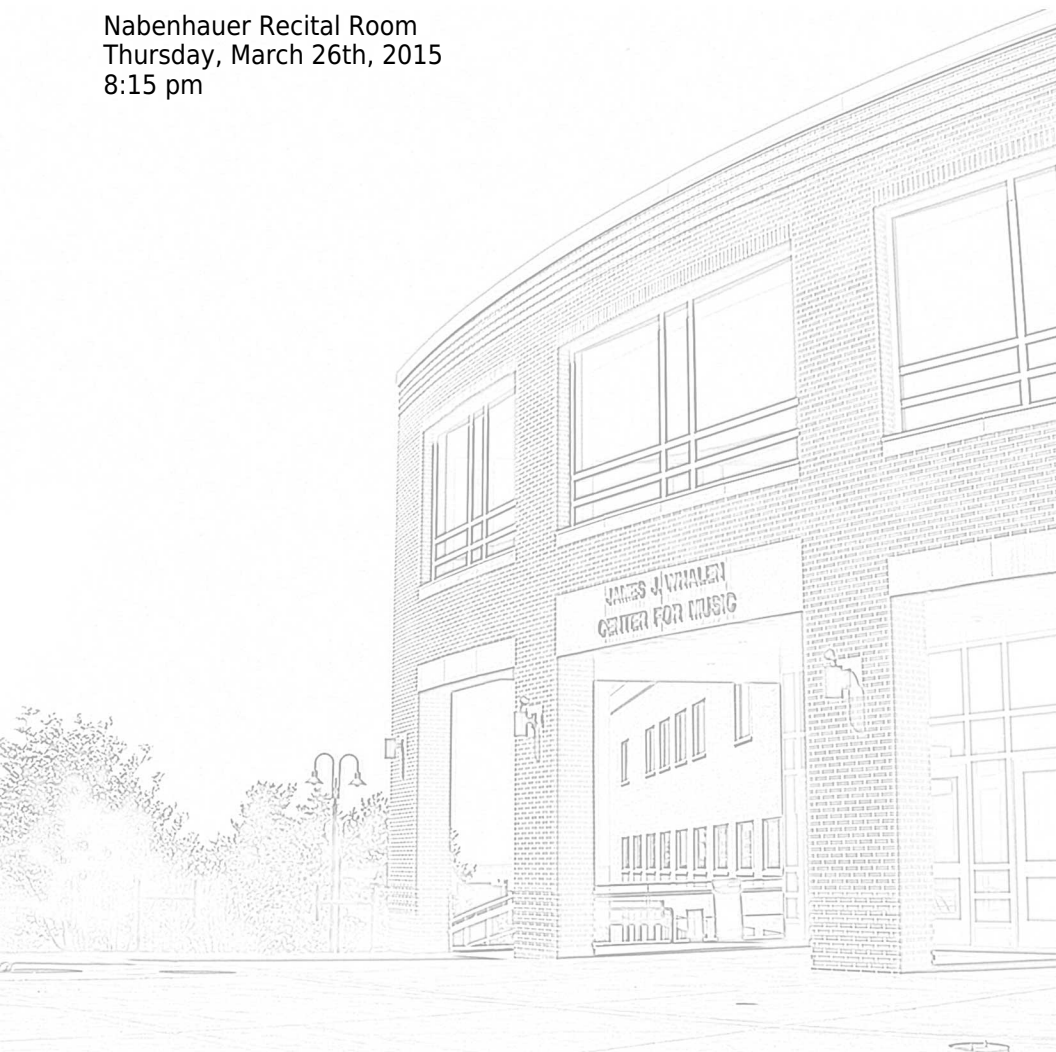 Nabenhauer Recital Room
Thursday, March 26th, 2015
8:15 pm
JAMES J. WHALEN
CENTER FOR MUSIC